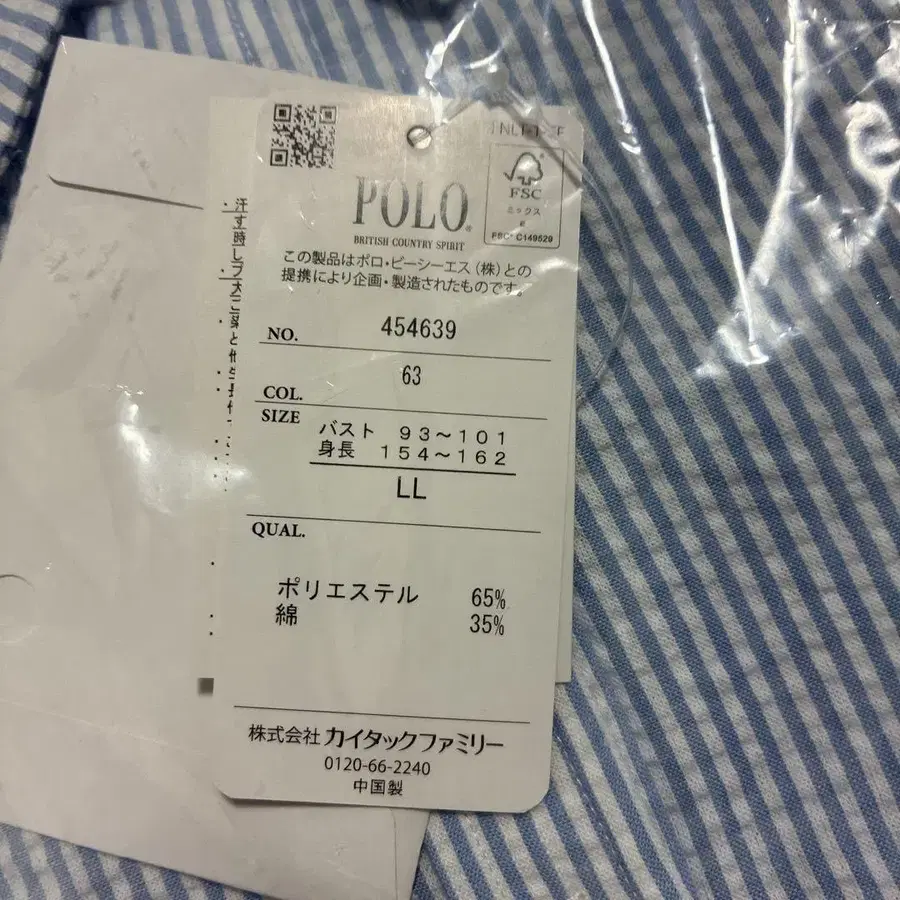 FSC
ミックス
FSC® C149529
POLO®
BRITISH COUNTRY SPIRIT
この製品はポロ・ビーシーエス(株)との
提携により企画・製造されたものです。
NO. 454639
COL. 63
SIZE
バスト 93〜101
身長 154〜162
LL
QUAL.
ポリエステル 65%
綿 35%
株式会社 カイタックファミリー
0120-66-2240
中国製